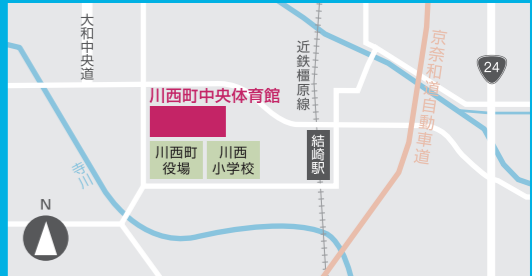 大和中央道
近鉄橿原線
京奈和道自動車道
24
川西町中央体育館
川西町
役場
川西
小学校
結崎駅
寺川
N